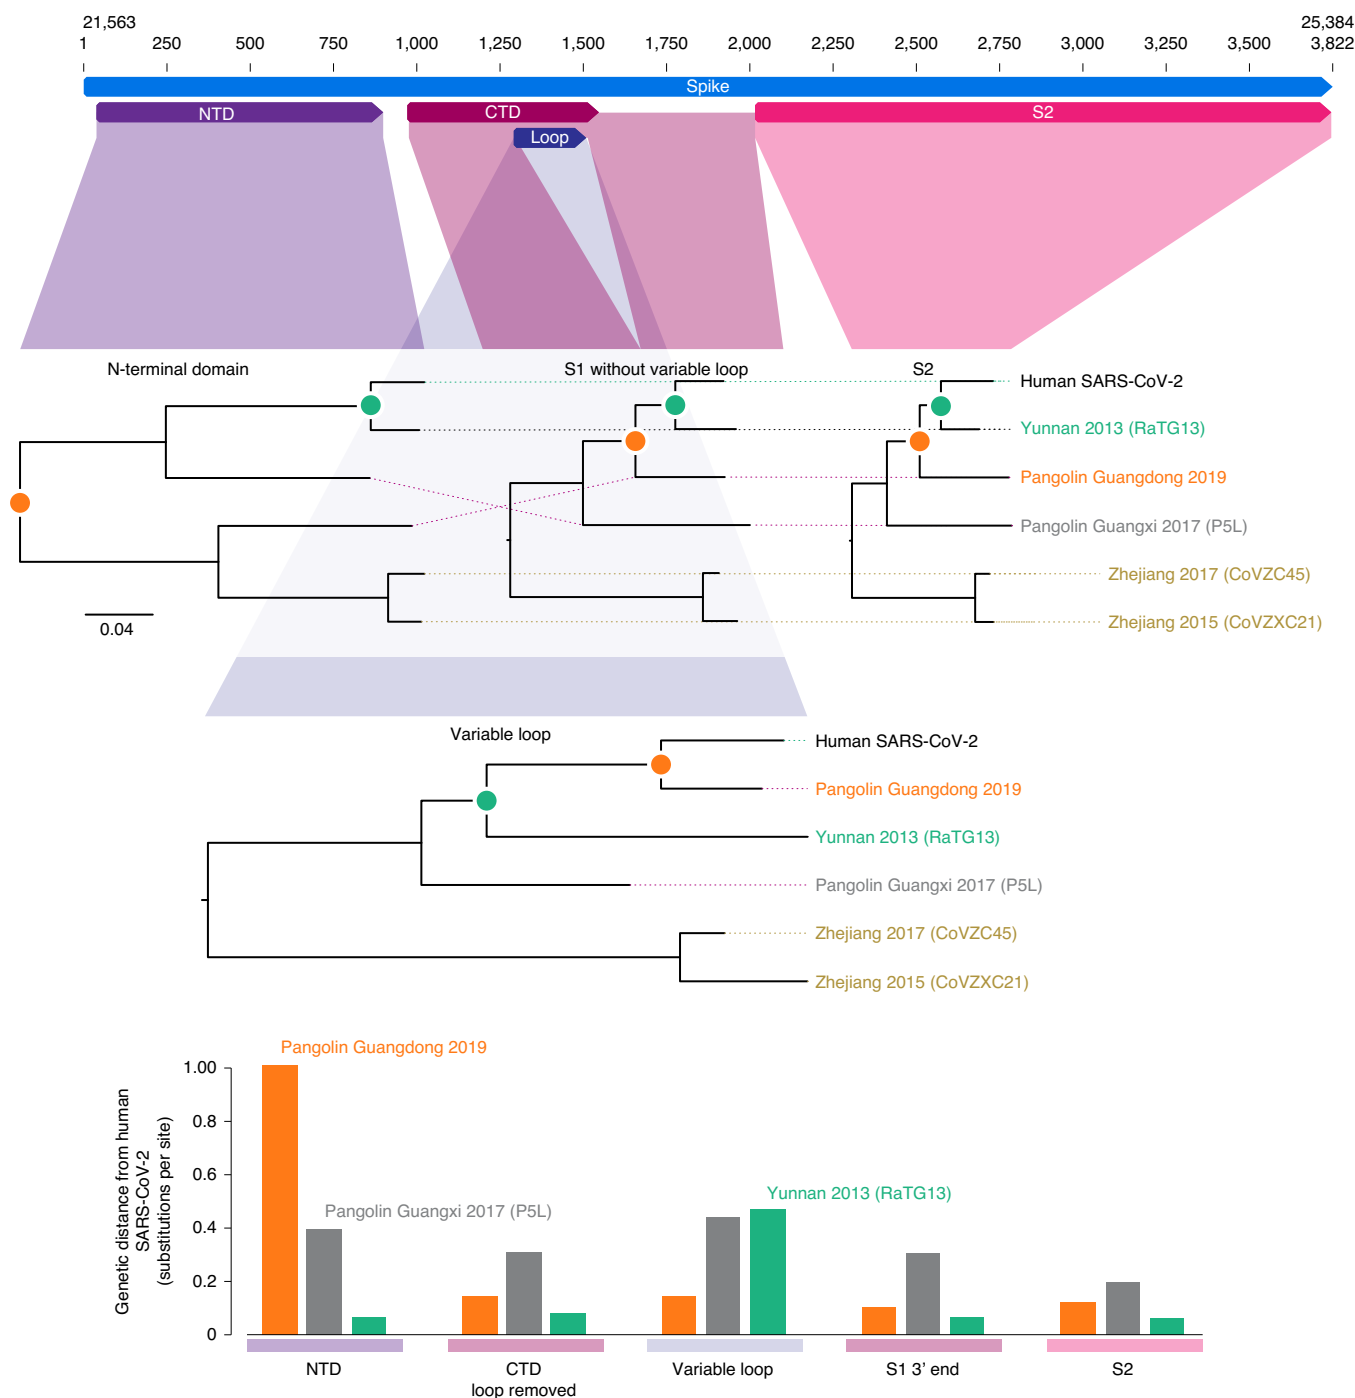 21,563 25,384
1 250 500 750 1,000 1,250 1,500 1,750 2,000 2,250 2,500 2,750 3,000 3,250 3,500 3,822
Spike
NTD CTD S2
Loop
N-terminal domain S1 without variable loop S2
Human SARS-CoV-2
Yunnan 2013 (RaTG13)
Pangolin Guangdong 2019
Pangolin Guangxi 2017 (P5L)
Zhejiang 2017 (CoVZC45)
Zhejiang 2015 (CoVZXC21)
0.04
Variable loop
Human SARS-CoV-2
Pangolin Guangdong 2019
Yunnan 2013 (RaTG13)
Pangolin Guangxi 2017 (P5L)
Zhejiang 2017 (CoVZC45)
Zhejiang 2015 (CoVZXC21)
Genetic distance from human
SARS-CoV-2
(substitutions per site)
1.00
0.8
0.6
0.4
0.2
0
Pangolin Guangdong 2019
Pangolin Guangxi 2017 (P5L)
Yunnan 2013 (RaTG13)
NTD CTD Variable loop S1 3' end S2
loop removed